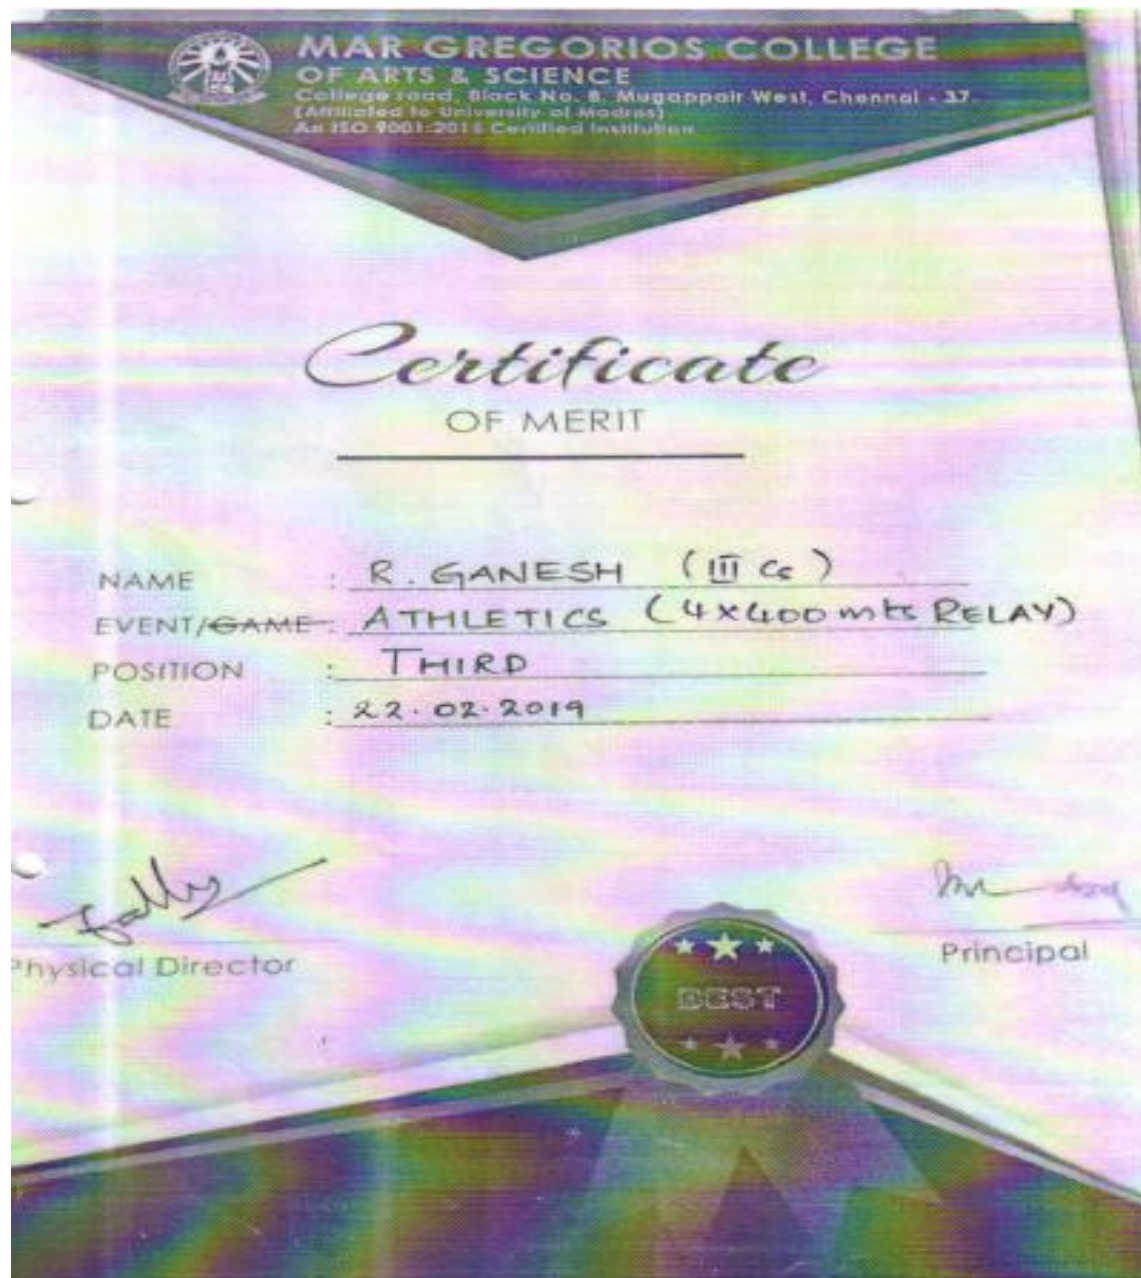 MAR GREGORIOS COLLEGE
OF ARTS & SCIENCE
College road, Block No. 8, Mugappair West, Chennai - 37.
(Affiliated to University of Madras)
An ISO 9001:2015 Certified Institution
Certificate
OF MERIT
NAME : R. GANESH (III CS)
EVENT/GAME : ATHLETICS (4×400 mts RELAY)
POSITION : THIRD
DATE : 22.02.2019
Physical Director
Principal
BEST